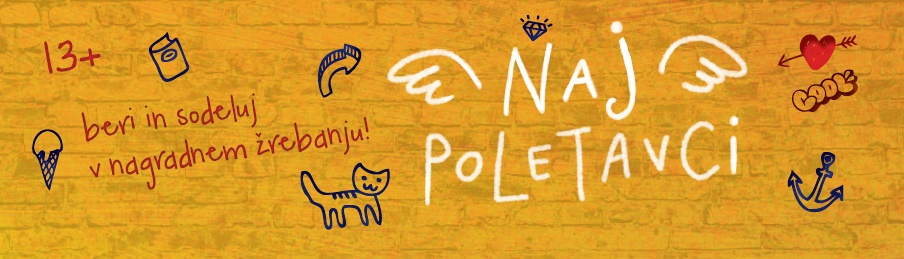 13+
beri in sodeluj
v nagradnem žrebanju!
NAJ
POLETAVCI
COOL